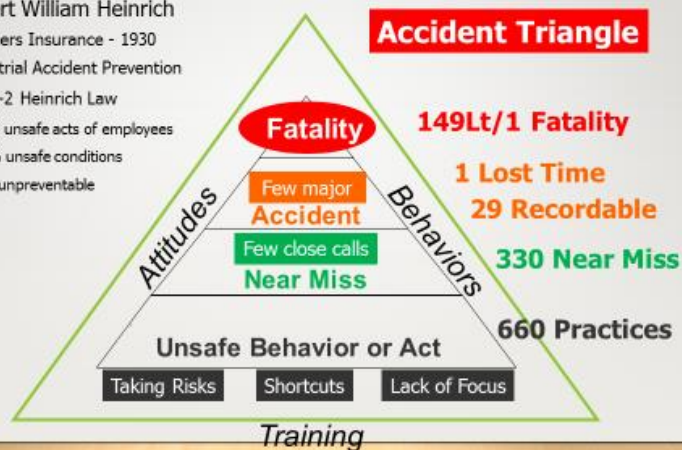 rt William Heinrich
ers Insurance - 1930
trial Accident Prevention
-2 Heinrich Law
unsafe acts of employees
unsafe conditions
unpreventable
Accident Triangle
Fatality
149Lt/1 Fatality
Few major
Accident
1 Lost Time
29 Recordable
Attitudes
Behaviors
Few close calls
Near Miss
330 Near Miss
660 Practices
Unsafe Behavior or Act
Taking Risks
Shortcuts
Lack of Focus
Training